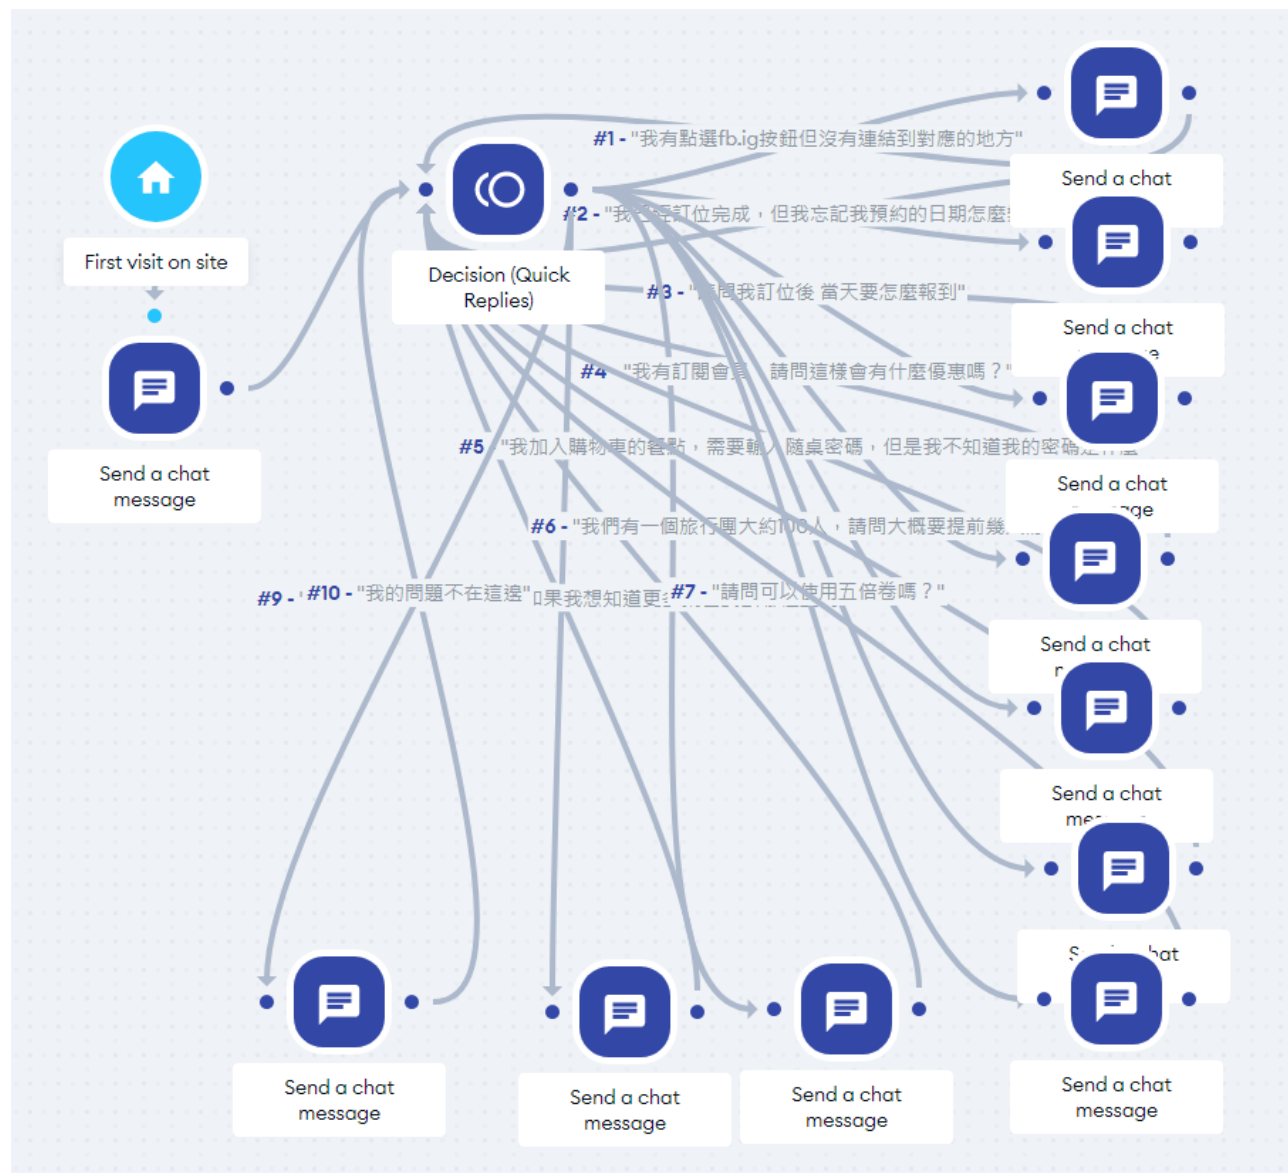 #1 - "我有點選fb.ig按鈕但沒有連結到對應的地方"
Send a chat
First visit on site
#2 - "我 訂位完成，但我忘記我預約的日期怎麼
Decision (Quick
Replies)
#3 - " 問我訂位後 當天要怎麼報到"
Send a chat
#4 "我有訂閱會員 請問這樣會有什麼優惠嗎？"
#5 "我加入購物車的餐點，需要輸入隨桌密碼，但是我不知道我的密碼是什麼
Send a chat
message
Send a chat
#6 - "我們有一個旅行團大約100人，請問大概要提前幾
#9 - "
#10 - "我的問題不在這邊"
如果我想知道更多
#7 - "請問可以使用五倍卷嗎？"
Send a chat
Send a chat
Send a chat
message
Send a chat
message
Send a chat
message
Send a chat
message